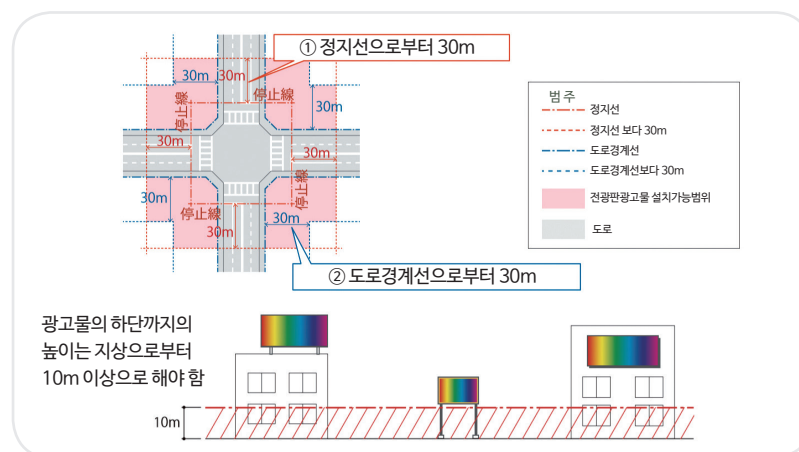 ① 정지선으로부터 30m
30m 30m
停止線
停止線
30m
30m
30m
30m
停止線
停止線
30m
30m
② 도로경계선으로부터 30m
범 주
정지선
정지선 보다 30m
도로경계선
도로경계선보다 30m
전광판광고물 설치가능범위
도로
광고물의 하단까지의
높이는 지상으로부터
10m 이상으로 해야 함
10m